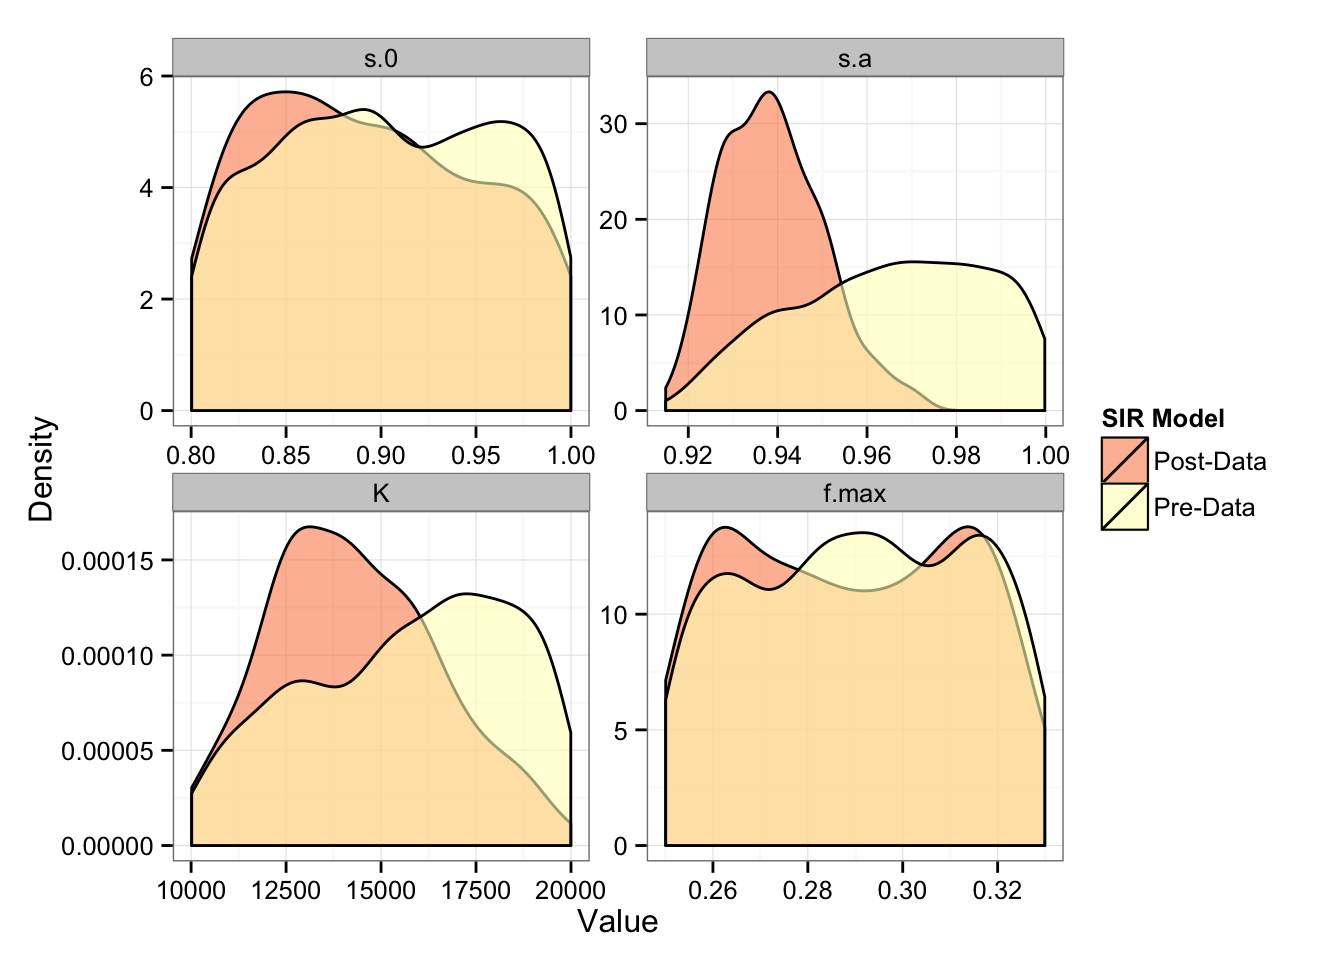 s.0
s.a
6
4
2
0
30
20
10
0
0.80 0.85 0.90 0.95 1.00
0.92 0.94 0.96 0.98 1.00
K
f.max
0.00015
0.00010
0.00005
0.00000
10
5
0
10000 12500 15000 17500 20000
0.26 0.28 0.30 0.32
Density
Value
SIR Model
Post-Data
Pre-Data